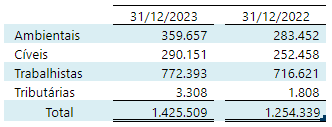 31/12/2023 31/12/2022
Ambientais 359.657 283.452
Cíveis 290.151 252.458
Trabalhistas 772.393 716.621
Tributárias 3.308 1.808
Total 1.425.509 1.254.339